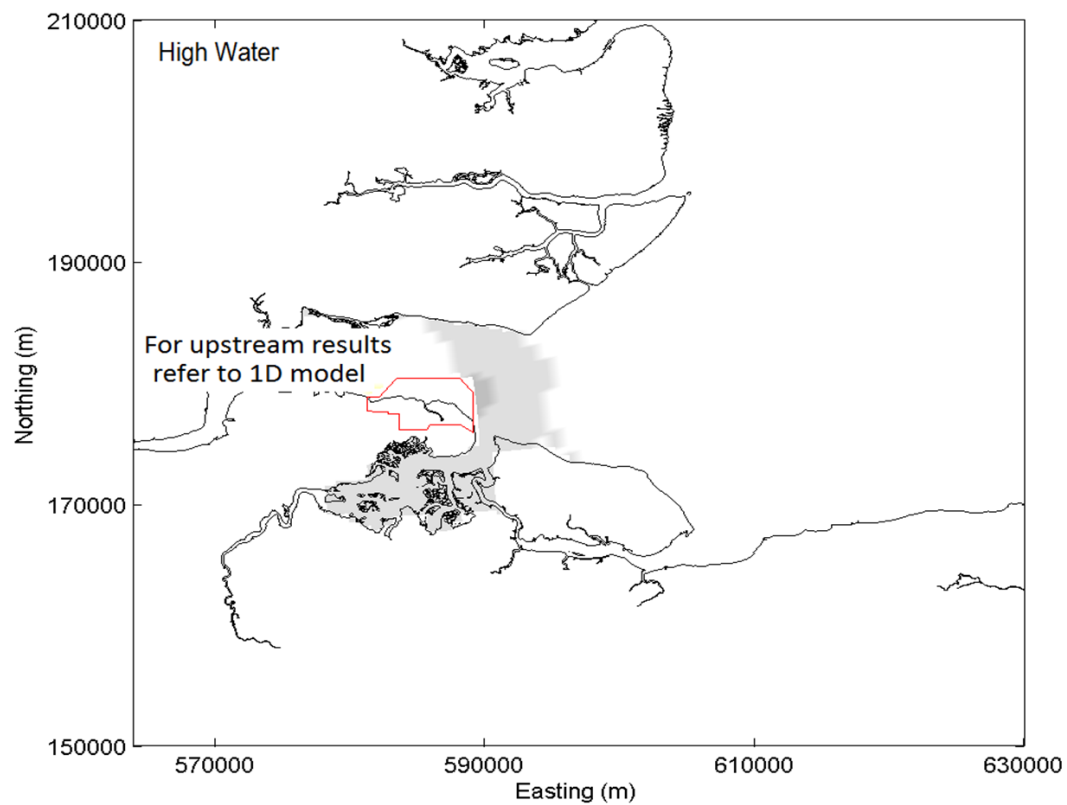 210000
High Water
190000
For upstream results
refer to 1D model
Northing (m)
170000
150000
570000
590000
610000
630000
Easting (m)